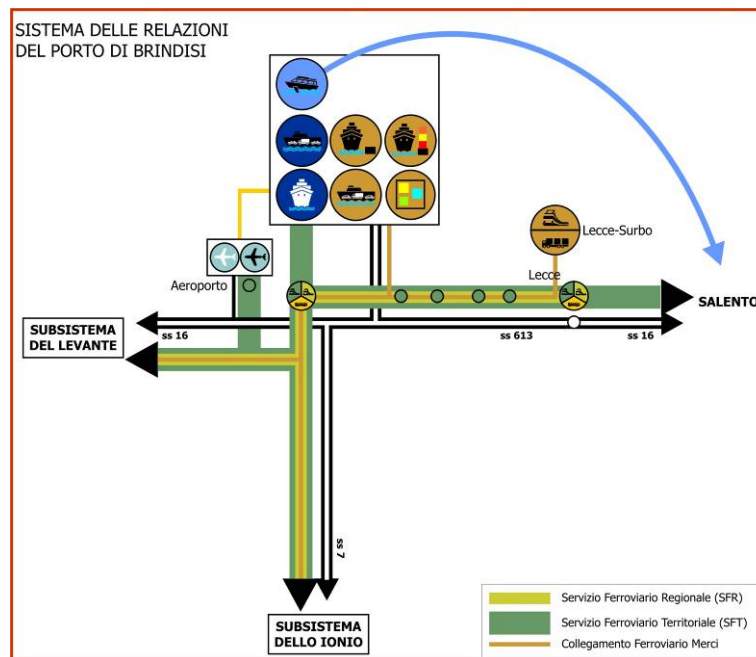 SISTEMA DELLE RELAZIONI
DEL PORTO DI BRINDISI
Lecce-Surbo
Aeroporto
Lecce
SALENTO
SUBSISTEMA
DEL LEVANTE
ss 16
ss 613
ss 16
ss 7
SUBSISTEMA
DELLO IONIO
Servizio Ferroviario Regionale (SFR)
Servizio Ferroviario Territoriale (SFT)
Collegamento Ferroviario Merci